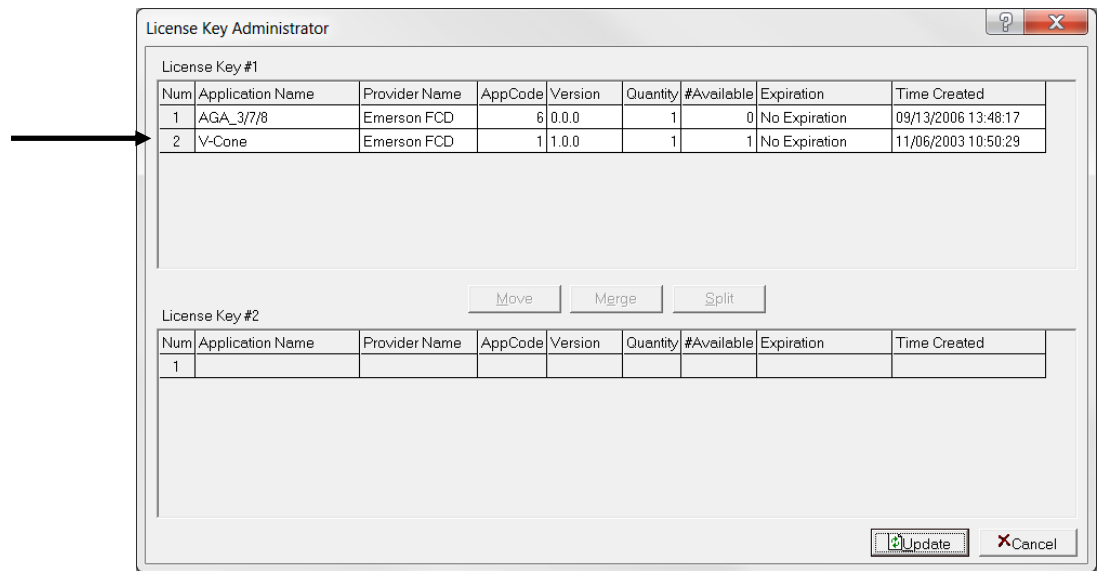 License Key Administrator
License Key #1
Num Application Name Provider Name AppCode Version Quantity #Available Expiration Time Created
1 AGA_3/7/8 Emerson FCD 6 0.0.0 1 0 No Expiration 09/13/2006 13:48:17
2 V-Cone Emerson FCD 1 1.0.0 1 1 No Expiration 11/06/2003 10:50:29
Move Merge Split
License Key #2
Num Application Name Provider Name AppCode Version Quantity #Available Expiration Time Created
1
Update Cancel